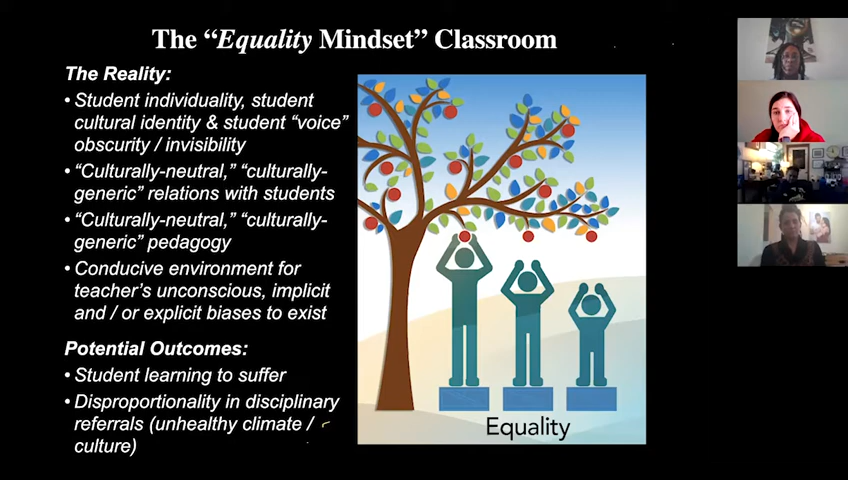 The “Equality Mindset” Classroom
The Reality:
• Student individuality, student
cultural identity & student “voice”
obscurity / invisibility
• “Culturally-neutral,” “culturally-
generic” relations with students
• “Culturally-neutral,” “culturally-
generic” pedagogy
• Conducive environment for
teacher’s unconscious, implicit
and / or explicit biases to exist
Potential Outcomes:
• Student learning to suffer
• Disproportionality in disciplinary
referrals (unhealthy climate /
culture)
Equality